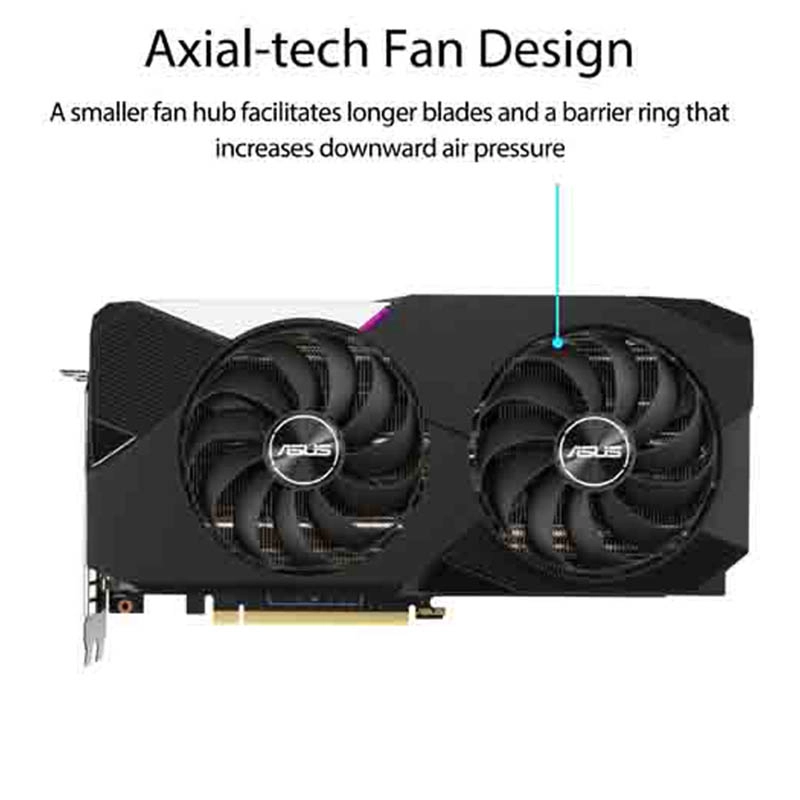 Axial-tech Fan Design
A smaller fan hub facilitates longer blades and a barrier ring that
increases downward air pressure
ASUS
ASUS